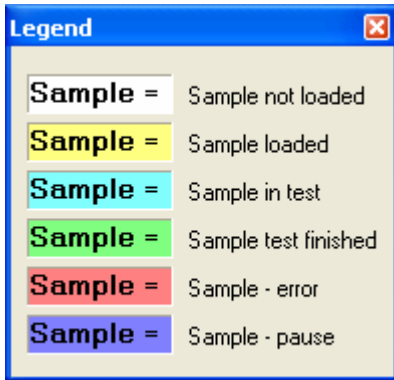 Legend
Sample = Sample not loaded
Sample = Sample loaded
Sample = Sample in test
Sample = Sample test finished
Sample = Sample - error
Sample = Sample - pause